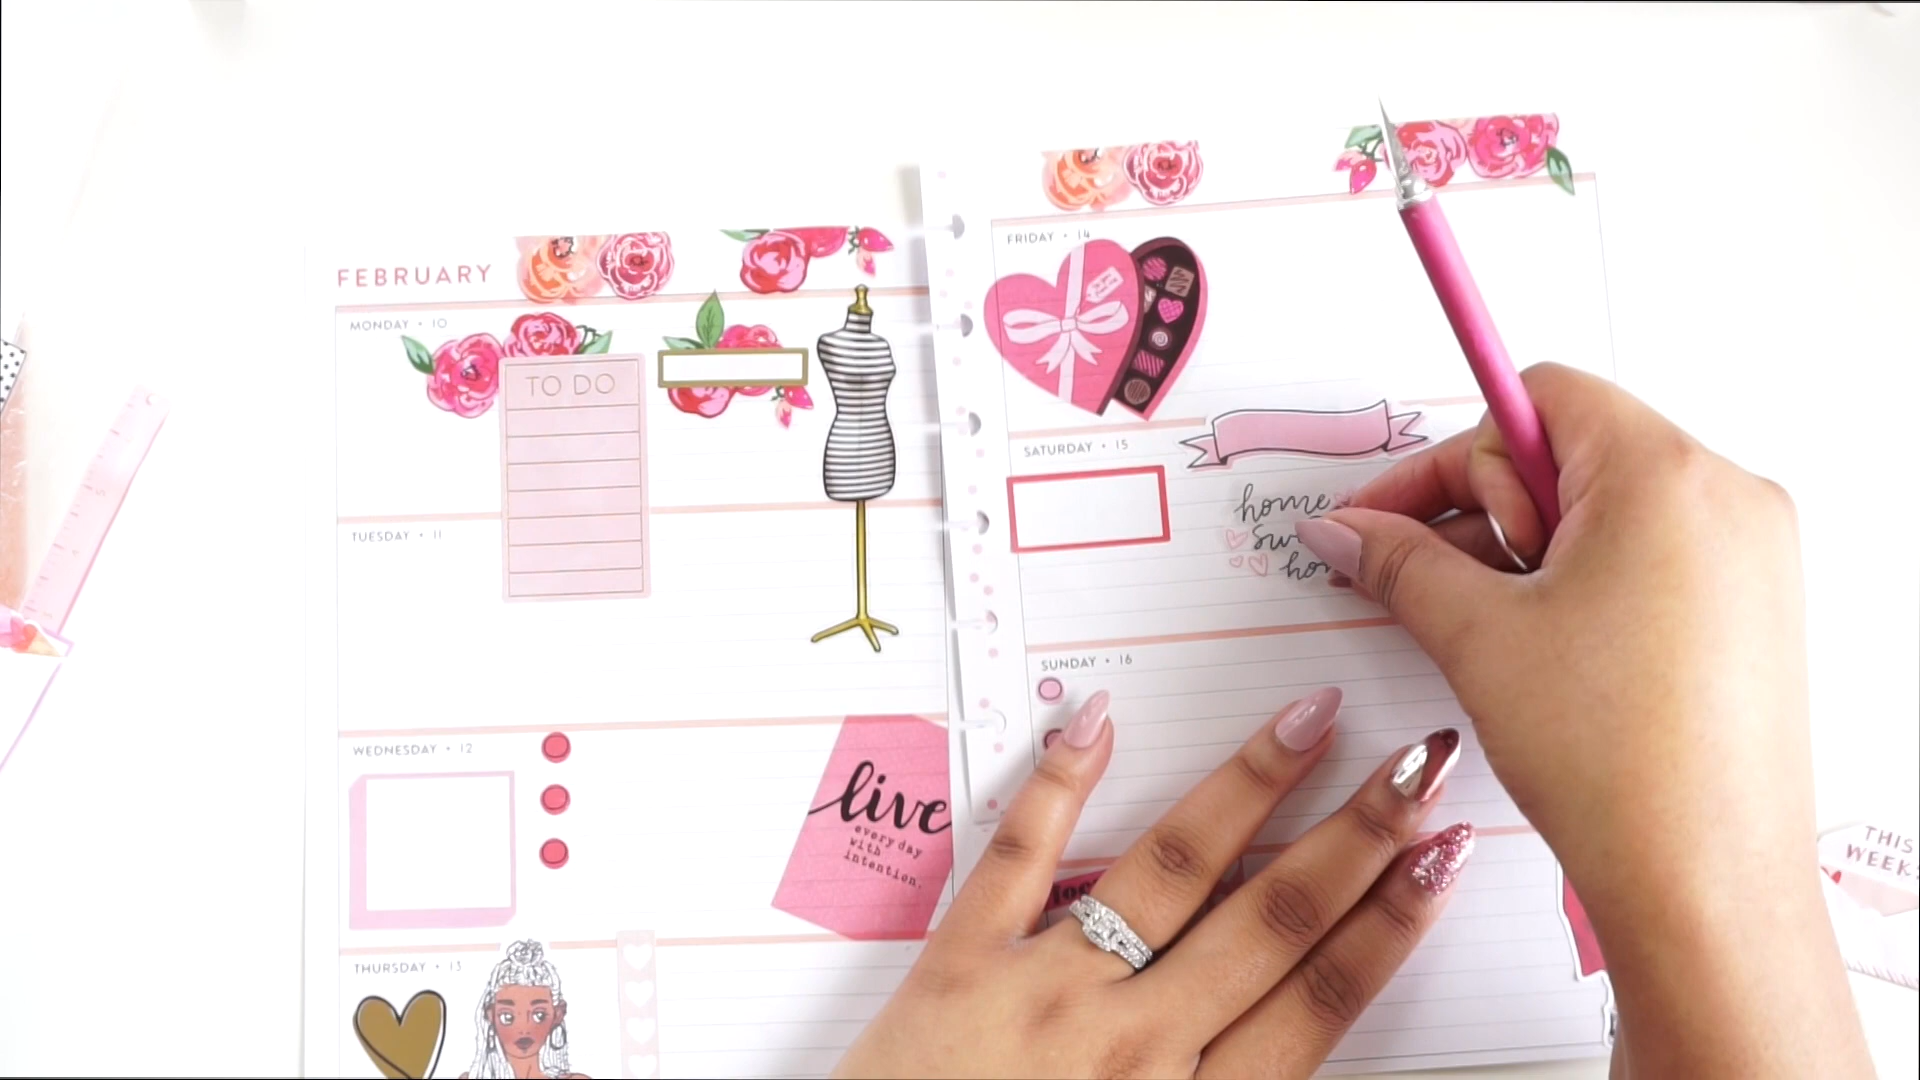 FEBRUARY
MONDAY • 10
TO DO
TUESDAY • 11
WEDNESDAY • 12
live
every day
with
intention.
THURSDAY • 13
FRIDAY • 14
SATURDAY • 15
home
hom
SUNDAY • 16
THIS
WEEK